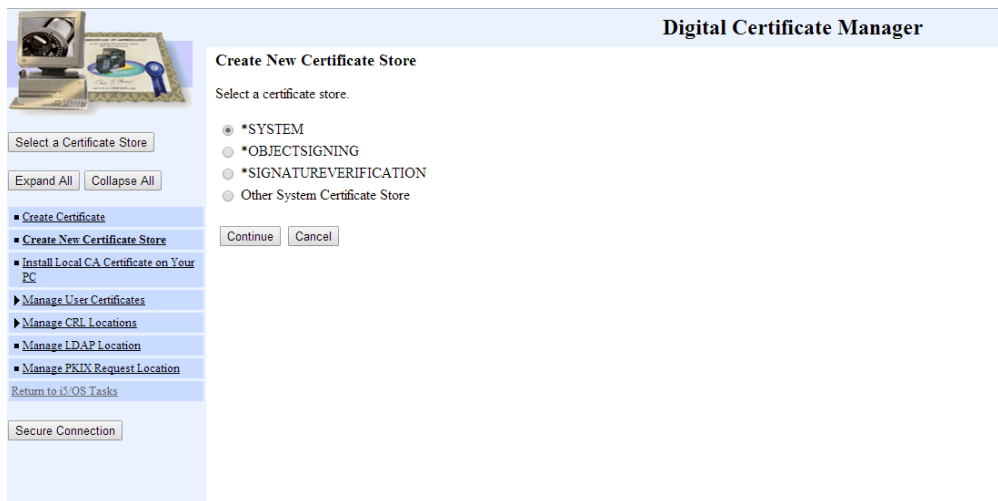 Digital Certificate Manager
Select a Certificate Store
Expand All
Collapse All
Create Certificate
Create New Certificate Store
Install Local CA Certificate on Your
PC
Manage User Certificates
Manage CRL Locations
Manage LDAP Location
Manage PKIX Request Location
Return to i5/OS Tasks
Secure Connection
Create New Certificate Store
Select a certificate store.
*SYSTEM
*OBJECTSIGNING
*SIGNATUREVERIFICATION
Other System Certificate Store
Continue
Cancel